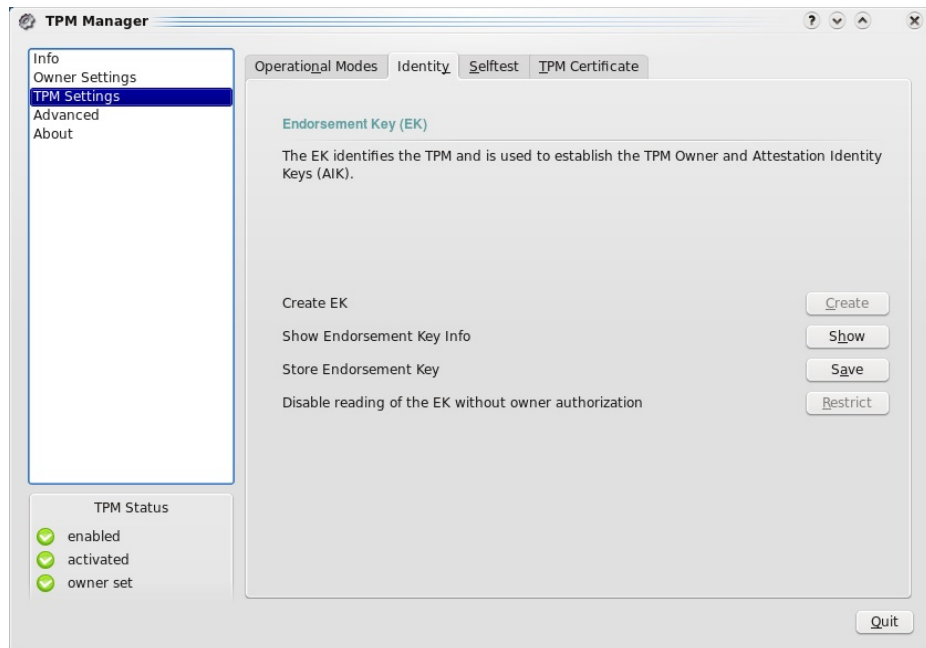 TPM Manager
Info
Owner Settings
TPM Settings
Advanced
About
Operational Modes
Identity
Selftest
TPM Certificate
Endorsement Key (EK)
The EK identifies the TPM and is used to establish the TPM Owner and Attestation Identity
Keys (AIK).
Create EK
Create
Show Endorsement Key Info
Show
Store Endorsement Key
Save
Disable reading of the EK without owner authorization
Restrict
TPM Status
enabled
activated
owner set
Quit